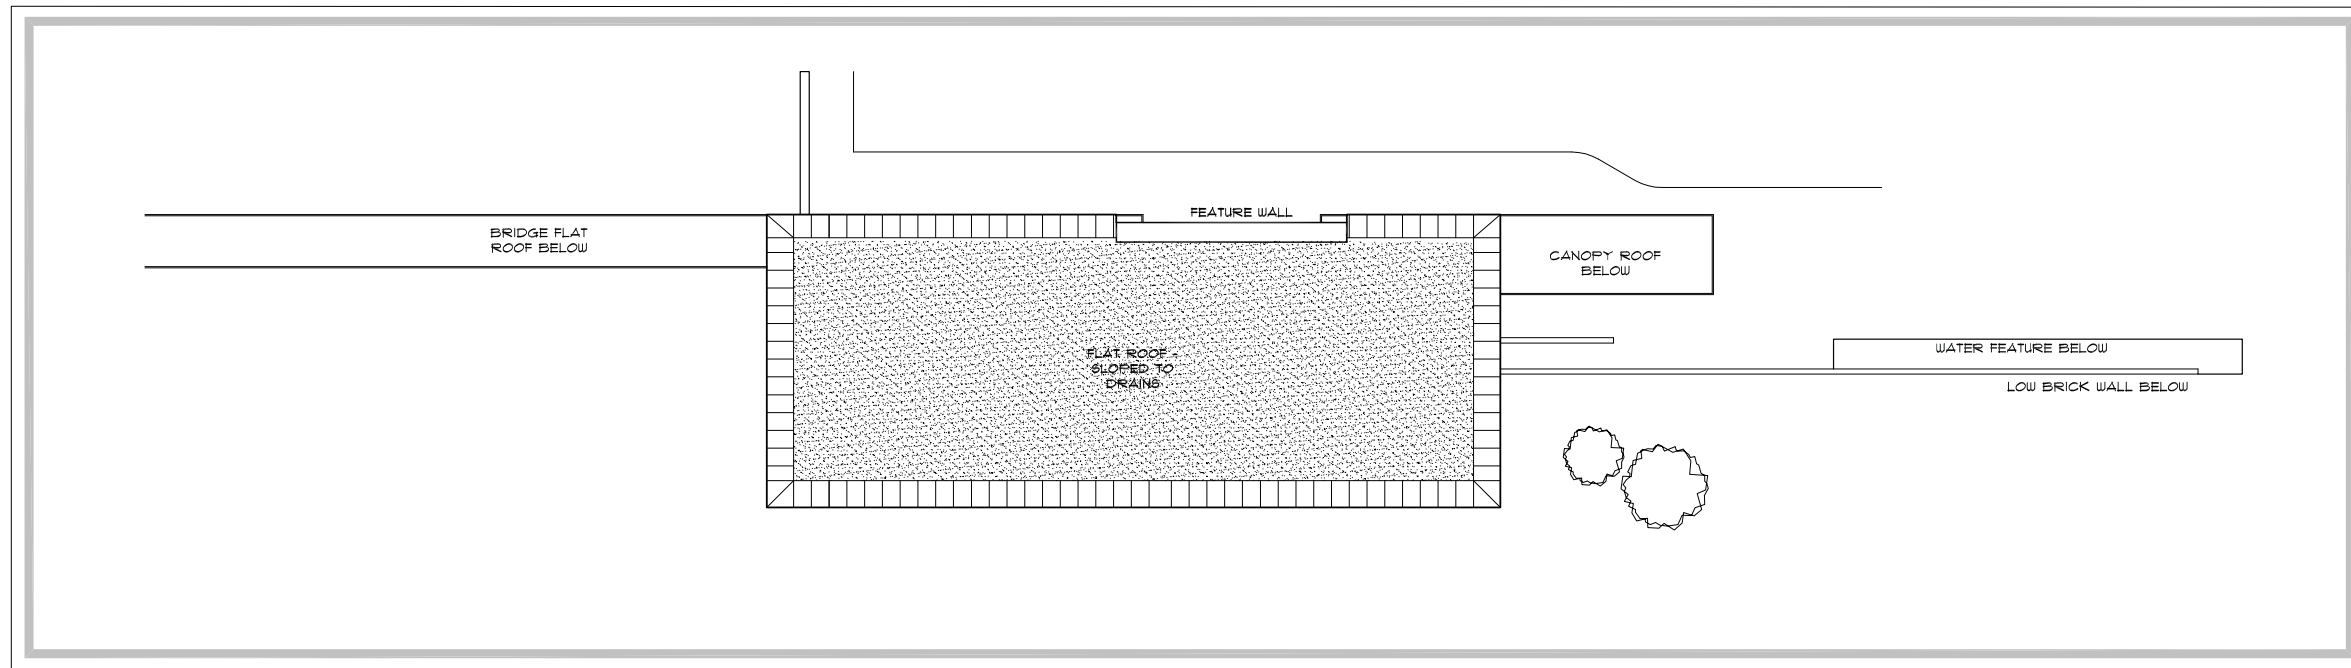 FEATURE WALL
BRIDGE FLAT
ROOF BELOW
CANOPY ROOF
BELOW
FLAT ROOF -
SLOPED TO
DRAINS
WATER FEATURE BELOW
LOW BRICK WALL BELOW